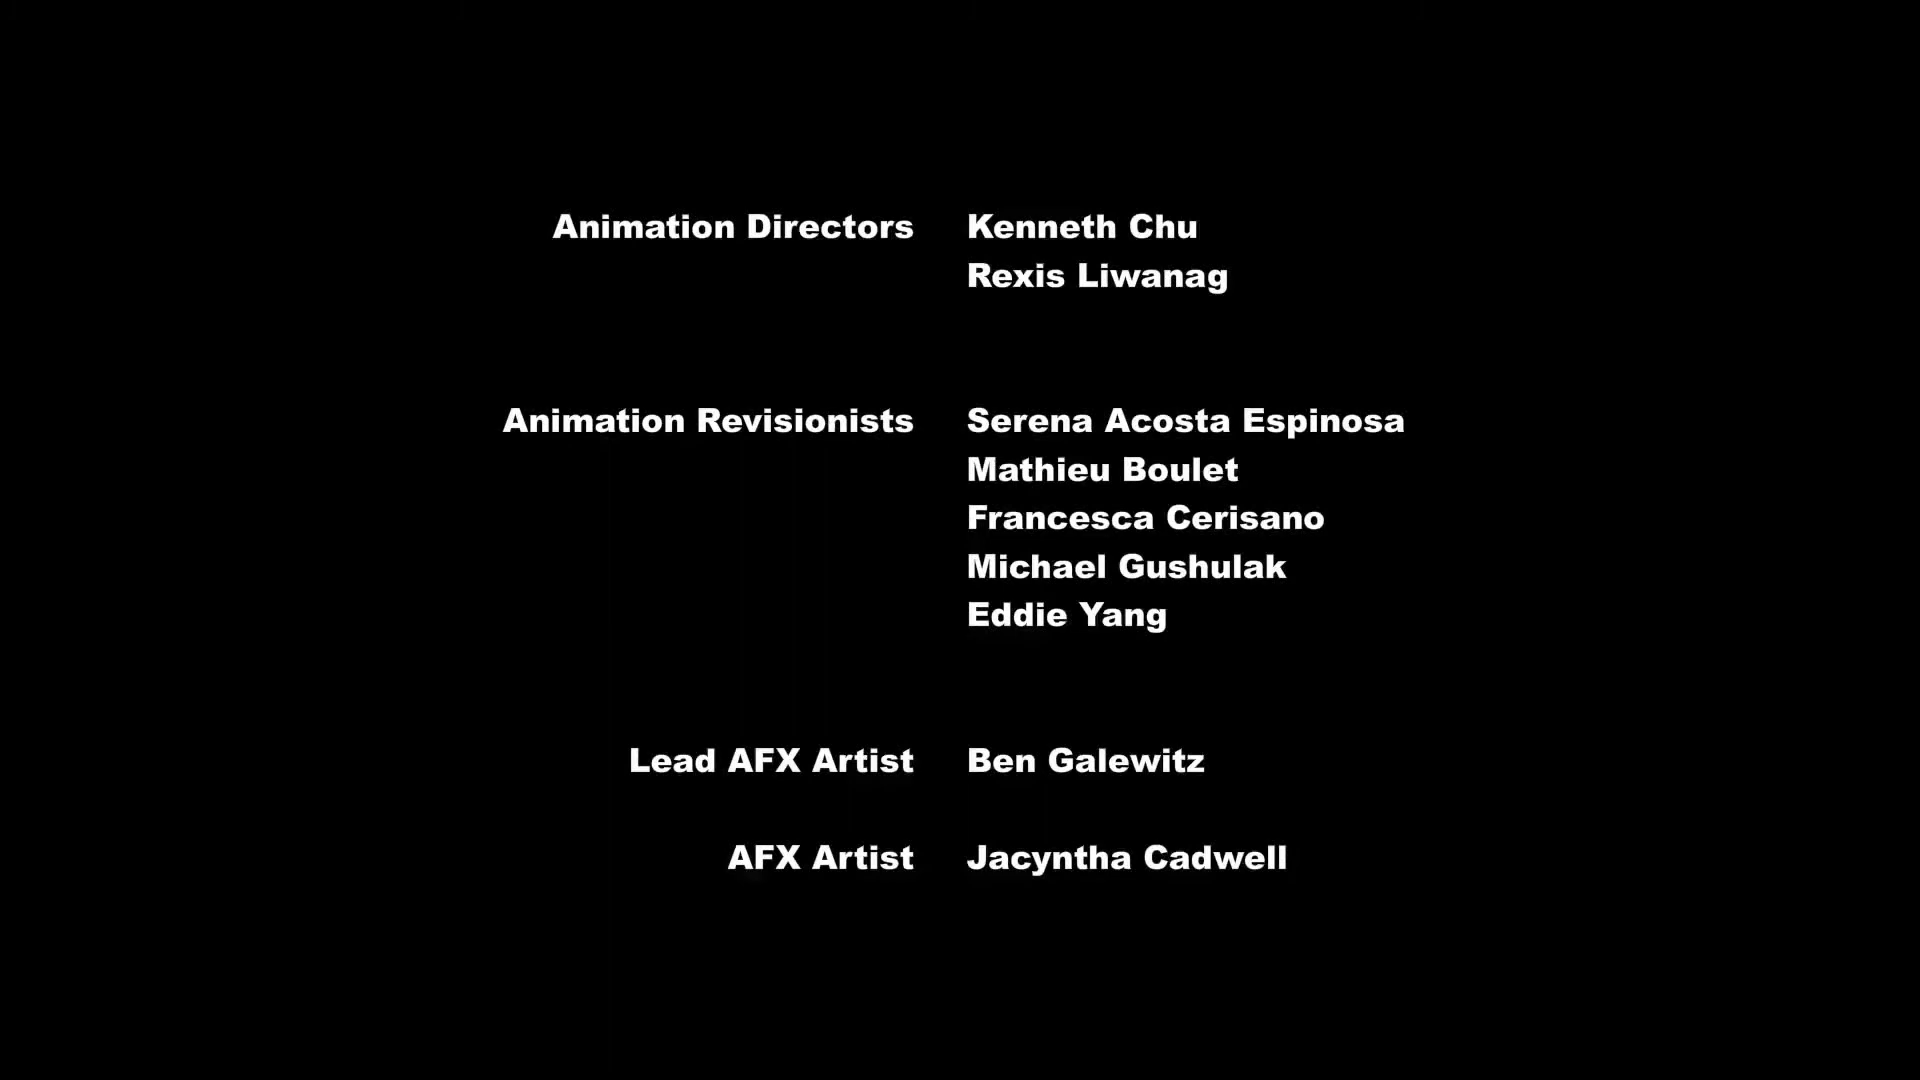 Animation Directors Kenneth Chu
Rexis Liwanag
Animation Revisionists Serena Acosta Espinosa
Mathieu Boulet
Francesca Cerisano
Michael Gushulak
Eddie Yang
Lead AFX Artist Ben Galewitz
AFX Artist Jacyntha Cadwell